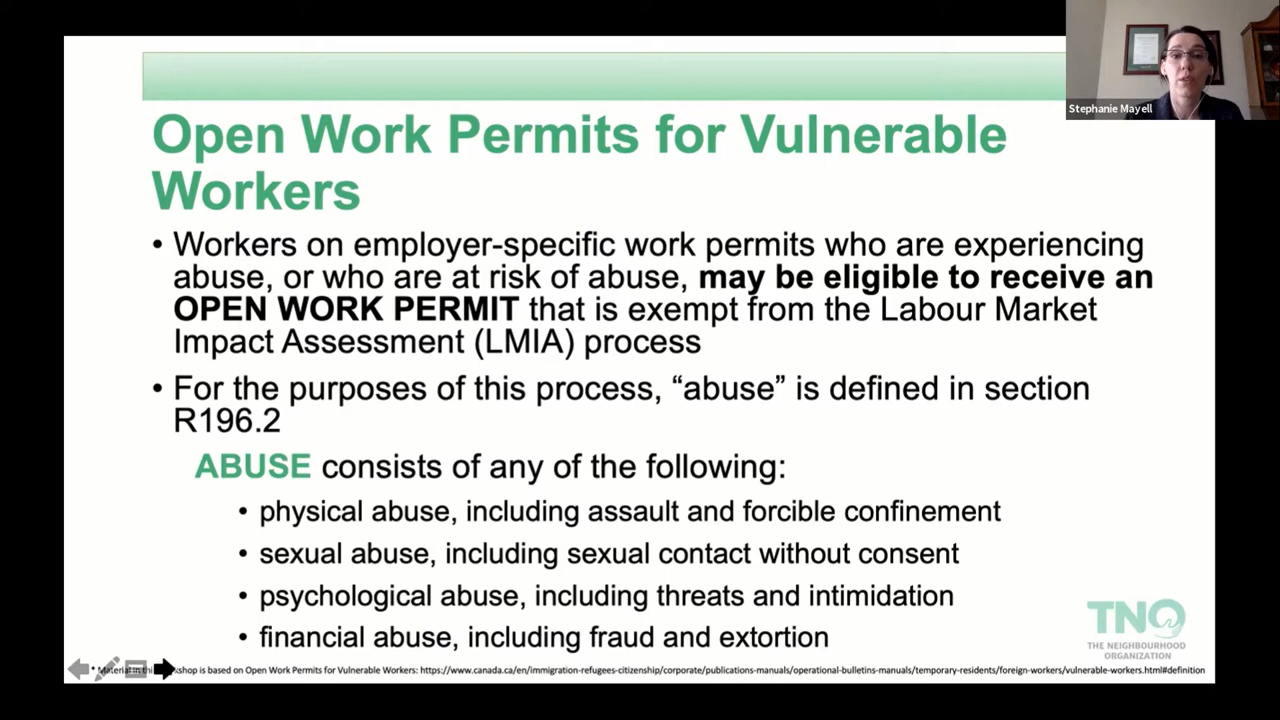 Stephanie Mayell
Open Work Permits for Vulnerable
Workers
• Workers on employer-specific work permits who are experiencing
abuse, or who are at risk of abuse, may be eligible to receive an
OPEN WORK PERMIT that is exempt from the Labour Market
Impact Assessment (LMIA) process
• For the purposes of this process, “abuse” is defined in section
R196.2
ABUSE consists of any of the following:
• physical abuse, including assault and forcible confinement
• sexual abuse, including sexual contact without consent
• psychological abuse, including threats and intimidation
• financial abuse, including fraud and extortion
TNO
THE NEIGHBOURHOOD
ORGANIZATION
* Material in is based on Open Work Permits for Vulnerable Workers: https://www.canada.ca/en/immigration-refugees-citizenship/corporate/publications-manuals/operational-bulletins-manuals/temporary-residents/foreign-workers/vulnerable-workers.html#definition